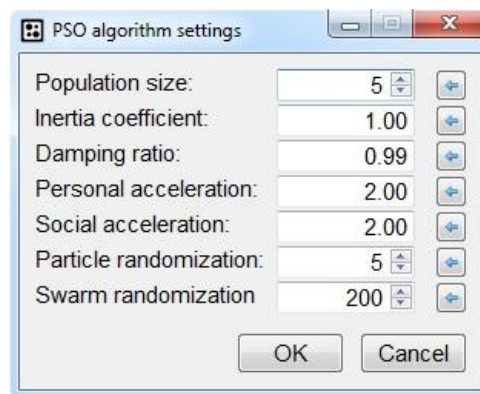 PSO algorithm settings
Population size: 5
Inertia coefficient: 1.00
Damping ratio: 0.99
Personal acceleration: 2.00
Social acceleration: 2.00
Particle randomization: 5
Swarm randomization 200
OK Cancel